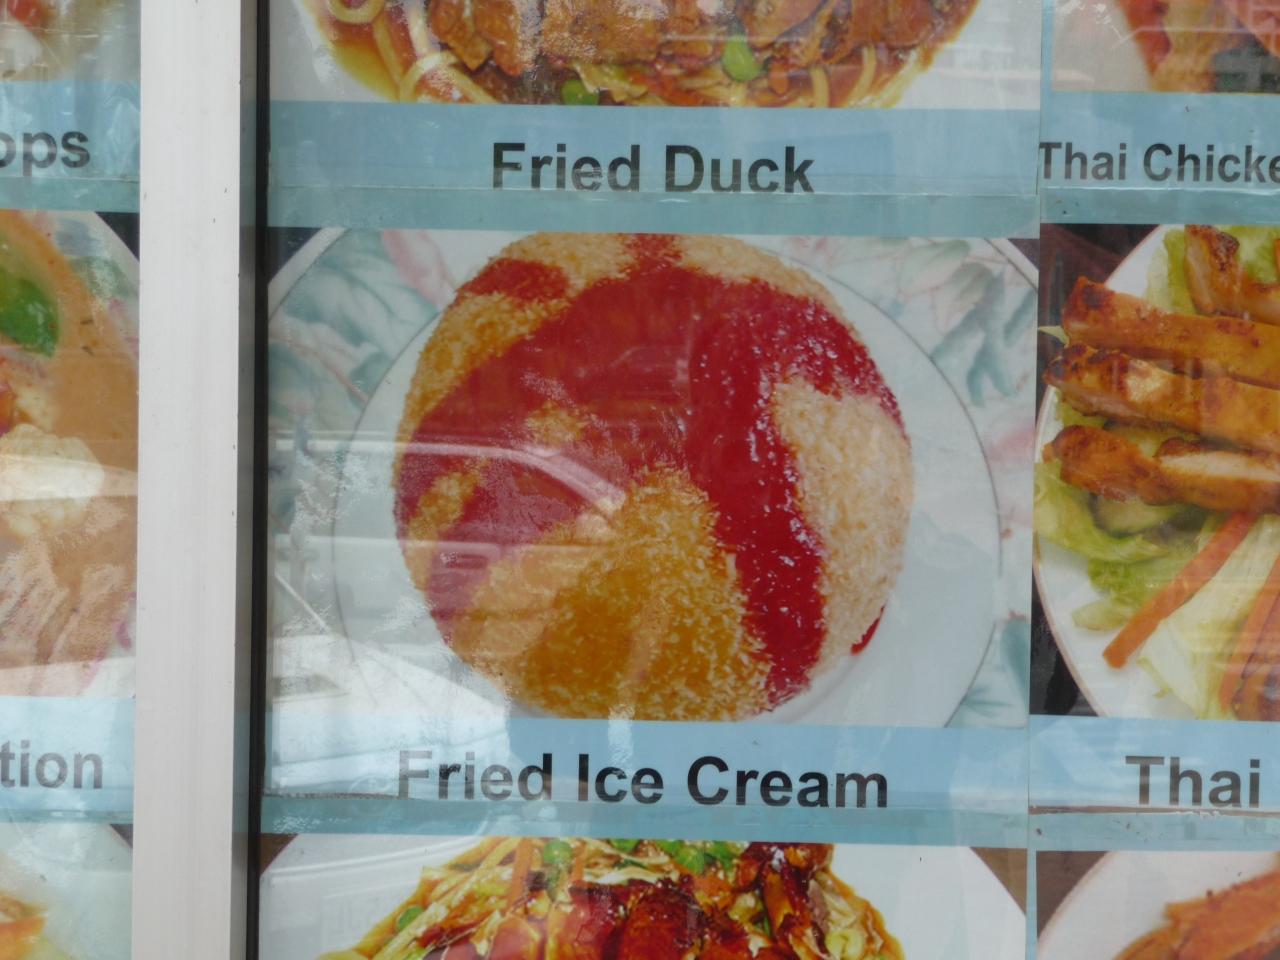 ops
Fried Duck
Thai Chicke
tion
Fried Ice Cream
Thai